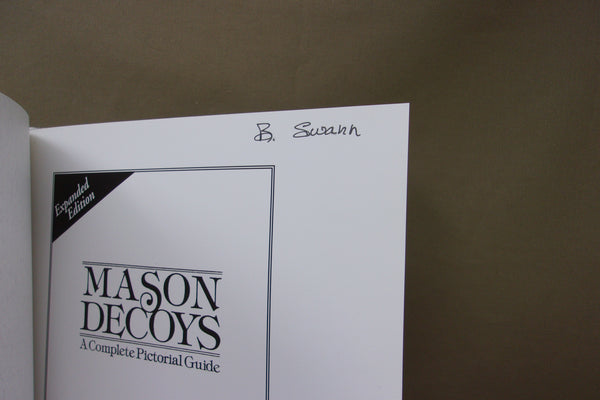 B. Swann
Expanded
Edition
MASON
DECOYS
A Complete Pictorial Guide